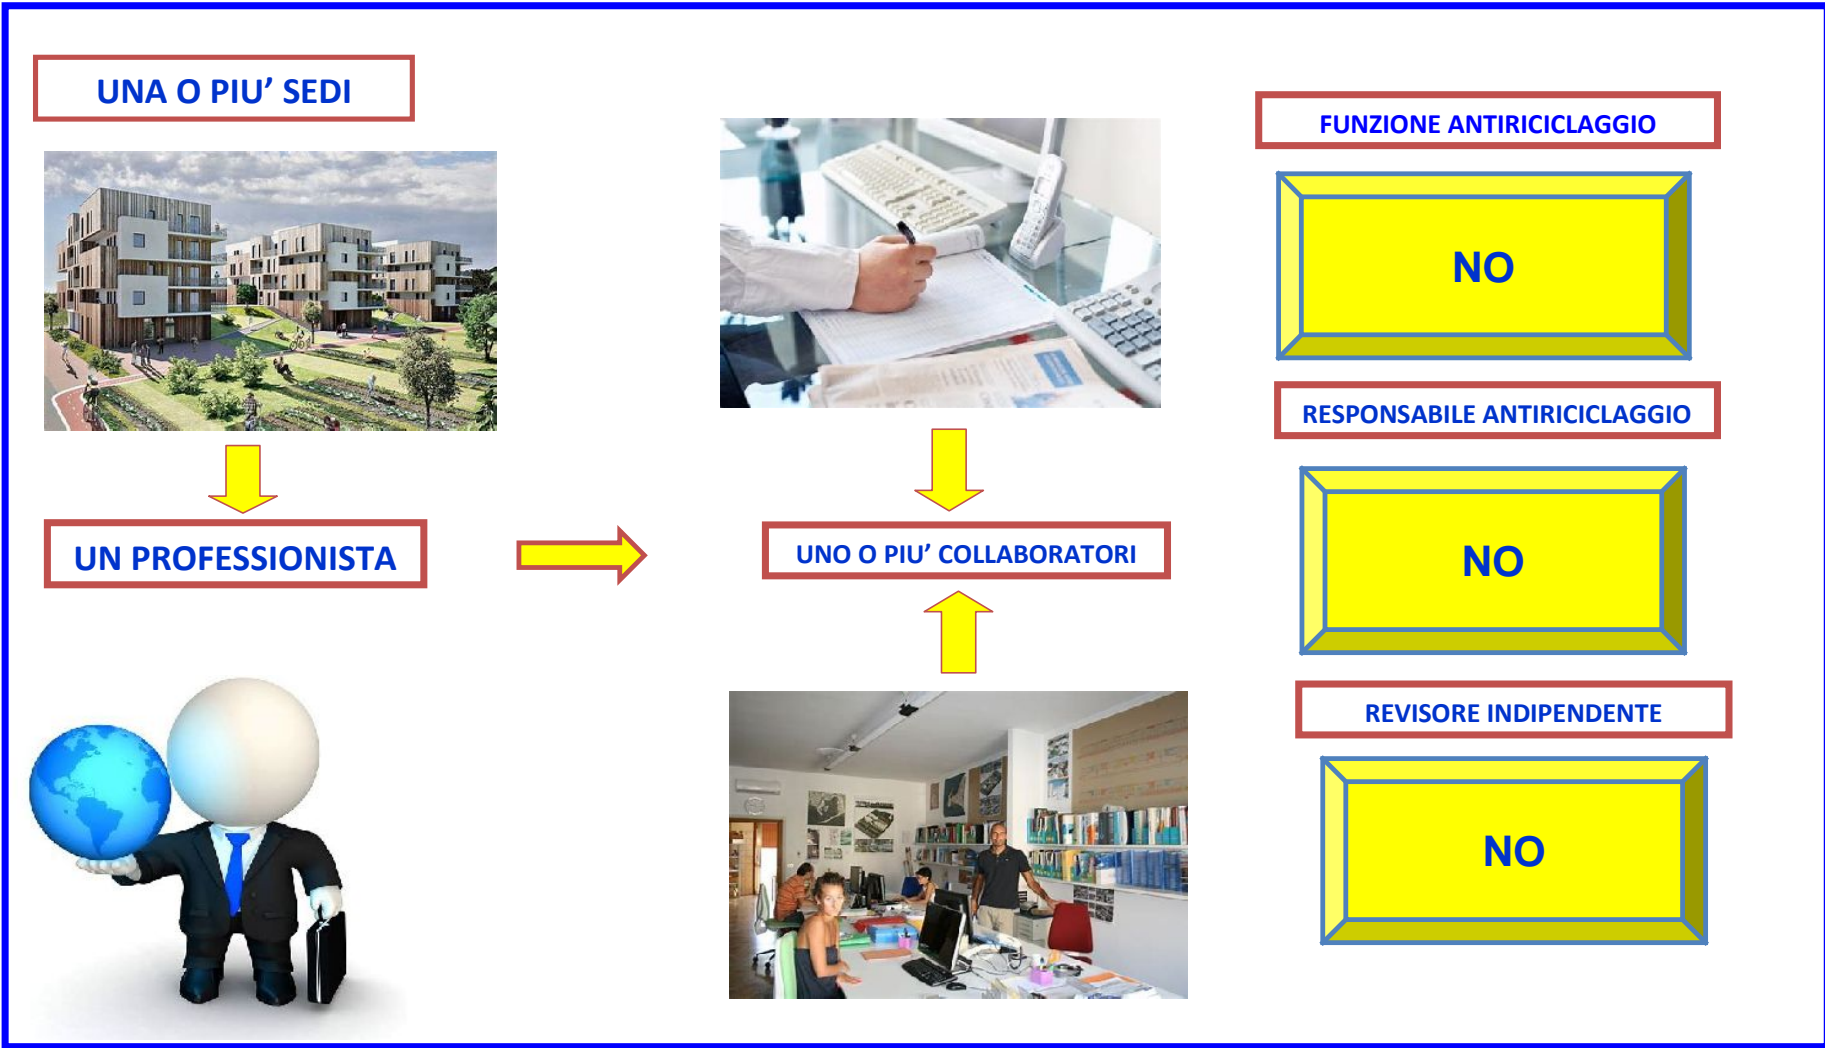 UNA O PIU’ SEDI
UN PROFESSIONISTA
UNO O PIU’ COLLABORATORI
FUNZIONE ANTIRICICLAGGIO
NO
RESPONSABILE ANTIRICICLAGGIO
NO
REVISORE INDIPENDENTE
NO